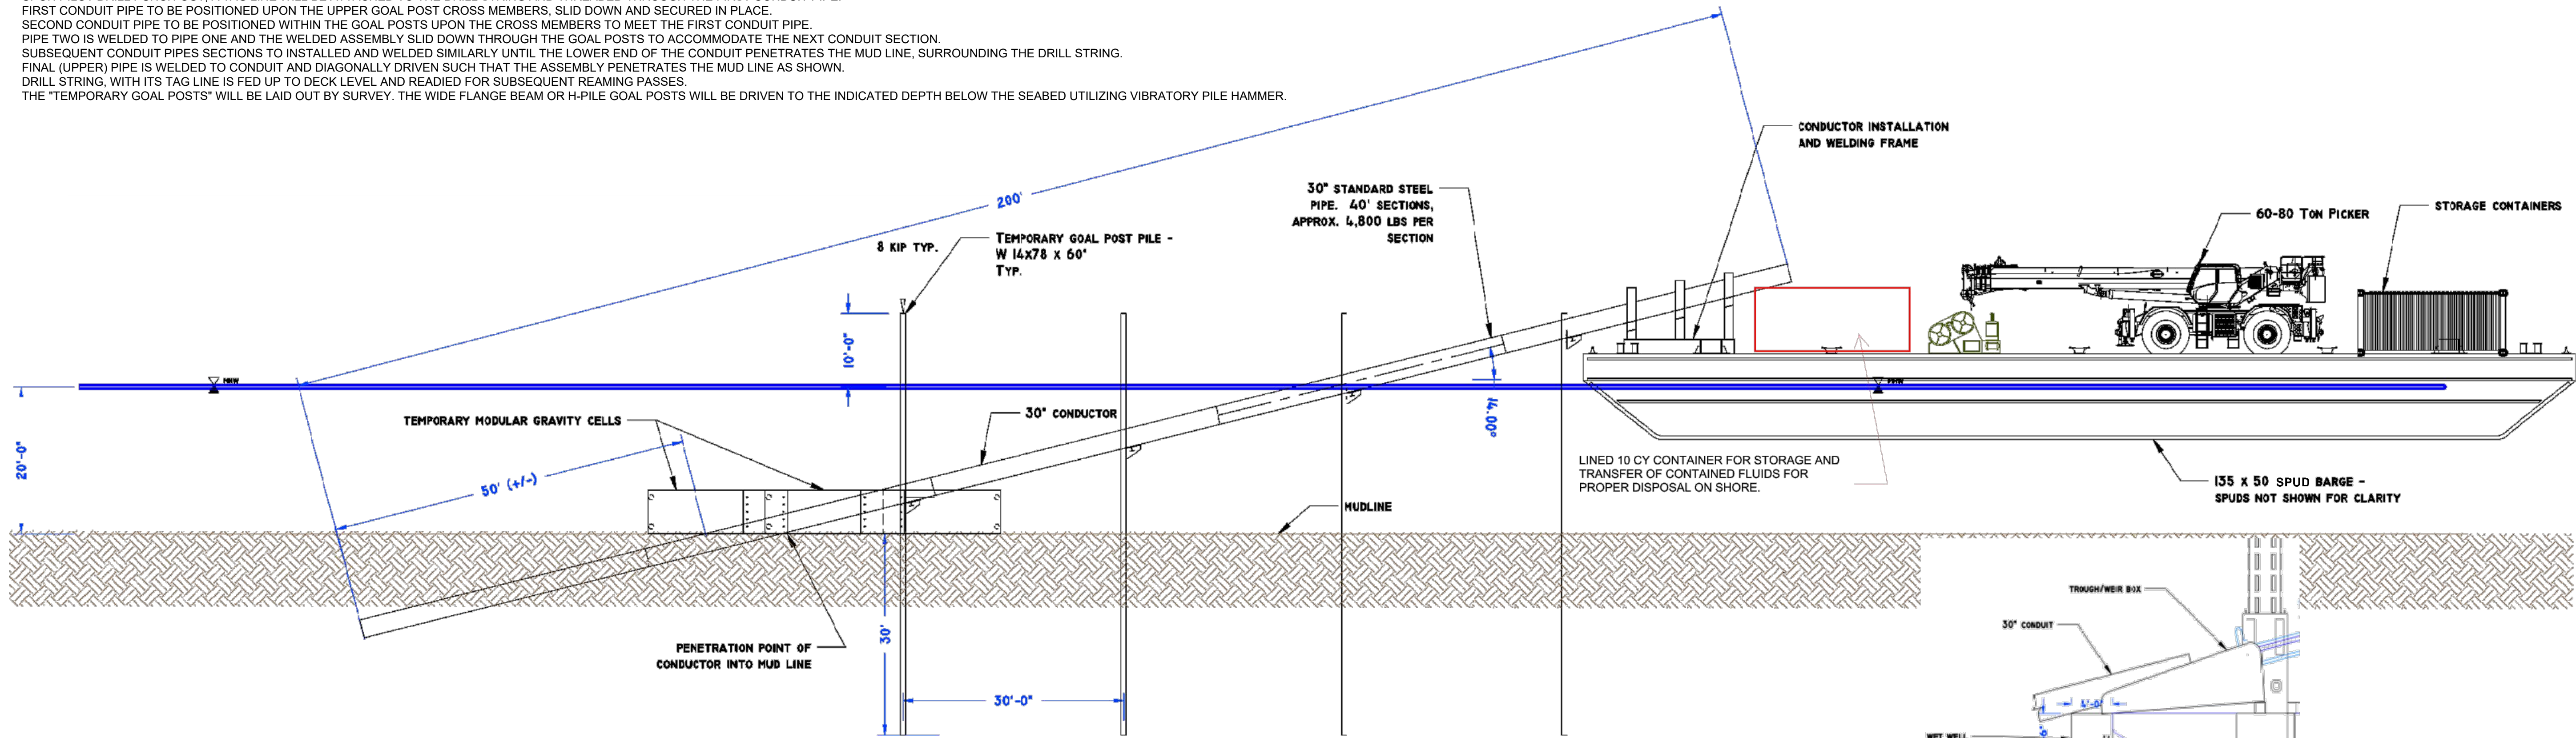 FIRST CONDUIT PIPE TO BE POSITIONED UPON THE UPPER GOAL POST CROSS MEMBERS, SLID DOWN AND SECURED IN PLACE.
SECOND CONDUIT PIPE TO BE POSITIONED WITHIN THE GOAL POSTS UPON THE CROSS MEMBERS TO MEET THE FIRST CONDUIT PIPE.
PIPE TWO IS WELDED TO PIPE ONE AND THE WELDED ASSEMBLY SLID DOWN THROUGH THE GOAL POSTS TO ACCOMMODATE THE NEXT CONDUIT SECTION.
SUBSEQUENT CONDUIT PIPES SECTIONS TO INSTALLED AND WELDED SIMILARLY UNTIL THE LOWER END OF THE CONDUIT PENETRATES THE MUD LINE, SURROUNDING THE DRILL STRING.
FINAL (UPPER) PIPE IS WELDED TO CONDUIT AND DIAGONALLY DRIVEN SUCH THAT THE ASSEMBLY PENETRATES THE MUD LINE AS SHOWN.
DRILL STRING, WITH ITS TAG LINE IS FED UP TO DECK LEVEL AND READIED FOR SUBSEQUENT REAMING PASSES.
THE "TEMPORARY GOAL POSTS" WILL BE LAID OUT BY SURVEY. THE WIDE FLANGE BEAM OR H-PILE GOAL POSTS WILL BE DRIVEN TO THE INDICATED DEPTH BELOW THE SEABED UTILIZING VIBRATORY PILE HAMMER.
CONDUCTOR INSTALLATION
AND WELDING FRAME
200'
30" STANDARD STEEL
PIPE. 40' SECTIONS,
APPROX. 4,800 LBS PER
SECTION
60-80 TON PICKER
STORAGE CONTAINERS
8 KIP TYP.
TEMPORARY GOAL POST PILE -
W 14X78 X 60'
TYP.
10'-0"
MHW
MHW
14.00°
20'-0"
TEMPORARY MODULAR GRAVITY CELLS
30" CONDUCTOR
50' (+/-)
LINED 10 CY CONTAINER FOR STORAGE AND
TRANSFER OF CONTAINED FLUIDS FOR
PROPER DISPOSAL ON SHORE.
135 X 50 SPUD BARGE -
SPUDS NOT SHOWN FOR CLARITY
MUDLINE
TROUGH/WEIR BOX
30" CONDUIT
30'
PENETRATION POINT OF
CONDUCTOR INTO MUD LINE
30'-0"
4'-0"
WET WELL